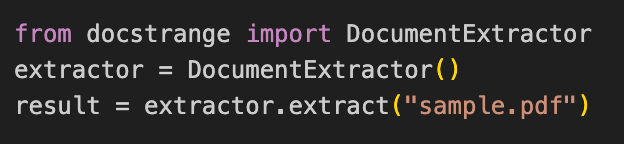 from docstrange import DocumentExtractor
extractor = DocumentExtractor()
result = extractor.extract("sample.pdf")